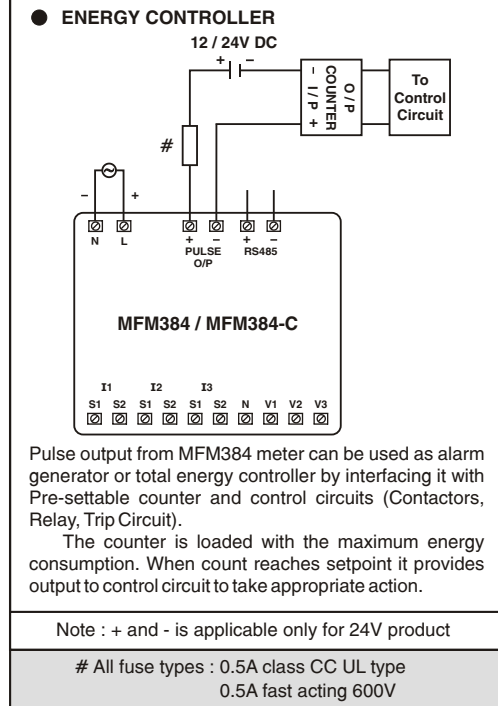 ● ENERGY CONTROLLER
12 / 24V DC
+ −
− I / P +
COUNTER
O / P
To
Control
Circuit
#
− +
N L
+ − + −
PULSE RS485
O/P
MFM384 / MFM384-C
I1 I2 I3
S1 S2 S1 S2 S1 S2 N V1 V2 V3
Pulse output from MFM384 meter can be used as alarm
generator or total energy controller by interfacing it with
Pre-settable counter and control circuits (Contactors,
Relay, Trip Circuit).
The counter is loaded with the maximum energy
consumption. When count reaches setpoint it provides
output to control circuit to take appropriate action.
Note : + and - is applicable only for 24V product
# All fuse types : 0.5A class CC UL type
0.5A fast acting 600V